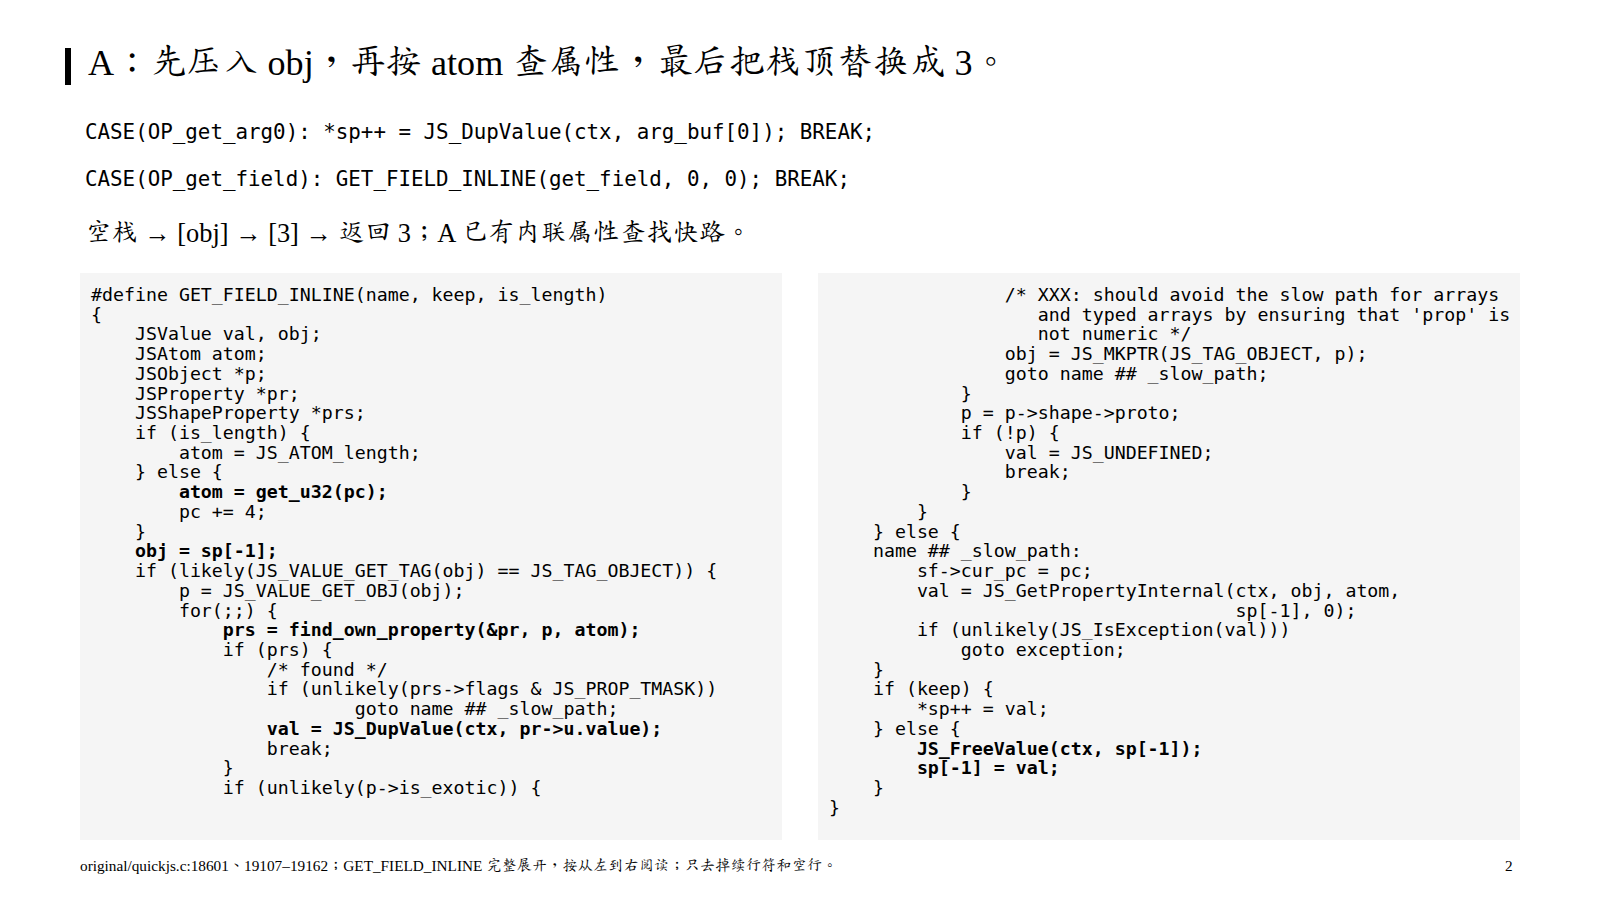 A：先压入 obj，再按 atom 查属性，最后把栈顶替换成 3。
CASE(OP_get_arg0): *sp++ = JS_DupValue(ctx, arg_buf[0]); BREAK;
CASE(OP_get_field): GET_FIELD_INLINE(get_field, 0, 0); BREAK;
空栈 → [obj] → [3] → 返回 3；A 已有内联属性查找快路。
#define GET_FIELD_INLINE(name, keep, is_length)
{
    JSValue val, obj;
    JSAtom atom;
    JSObject *p;
    JSProperty *pr;
    JSShapeProperty *prs;
    if (is_length) {
        atom = JS_ATOM_length;
    } else {
        atom = get_u32(pc);
        pc += 4;
    }
    obj = sp[-1];
    if (likely(JS_VALUE_GET_TAG(obj) == JS_TAG_OBJECT)) {
        p = JS_VALUE_GET_OBJ(obj);
        for(;;) {
            prs = find_own_property(&pr, p, atom);
            if (prs) {
                /* found */
                if (unlikely(prs->flags & JS_PROP_TMASK))
                        goto name ## _slow_path;
                val = JS_DupValue(ctx, pr->u.value);
                break;
            }
            if (unlikely(p->is_exotic)) {
                /* XXX: should avoid the slow path for arrays
                   and typed arrays by ensuring that 'prop' is
                   not numeric */
                obj = JS_MKPTR(JS_TAG_OBJECT, p);
                goto name ## _slow_path;
            }
            p = p->shape->proto;
            if (!p) {
                val = JS_UNDEFINED;
                break;
            }
        }
    } else {
    name ## _slow_path:
        sf->cur_pc = pc;
        val = JS_GetPropertyInternal(ctx, obj, atom,
                                     sp[-1], 0);
        if (unlikely(JS_IsException(val)))
            goto exception;
    }
    if (keep) {
        *sp++ = val;
    } else {
        JS_FreeValue(ctx, sp[-1]);
        sp[-1] = val;
    }
}
original/quickjs.c:18601、19107–19162；GET_FIELD_INLINE 完整展开，按从左到右阅读；只去掉续行符和空行。
2